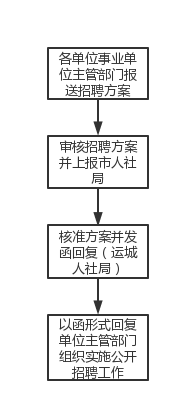 各单位事业单
位主管部门报
送招聘方案
审核招聘方案
并上报市人社
局
核准方案并发
函回复（运城
人社局）
以函形式回复
单位主管部门
组织实施公开
招聘工作